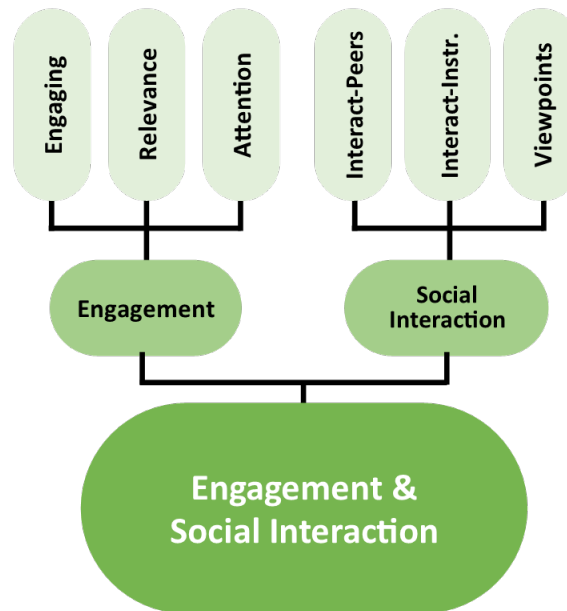 Engaging
Relevance
Attention
Interact-Peers
Interact-Instr.
Viewpoints
Engagement
Social
Interaction
Engagement &
Social Interaction